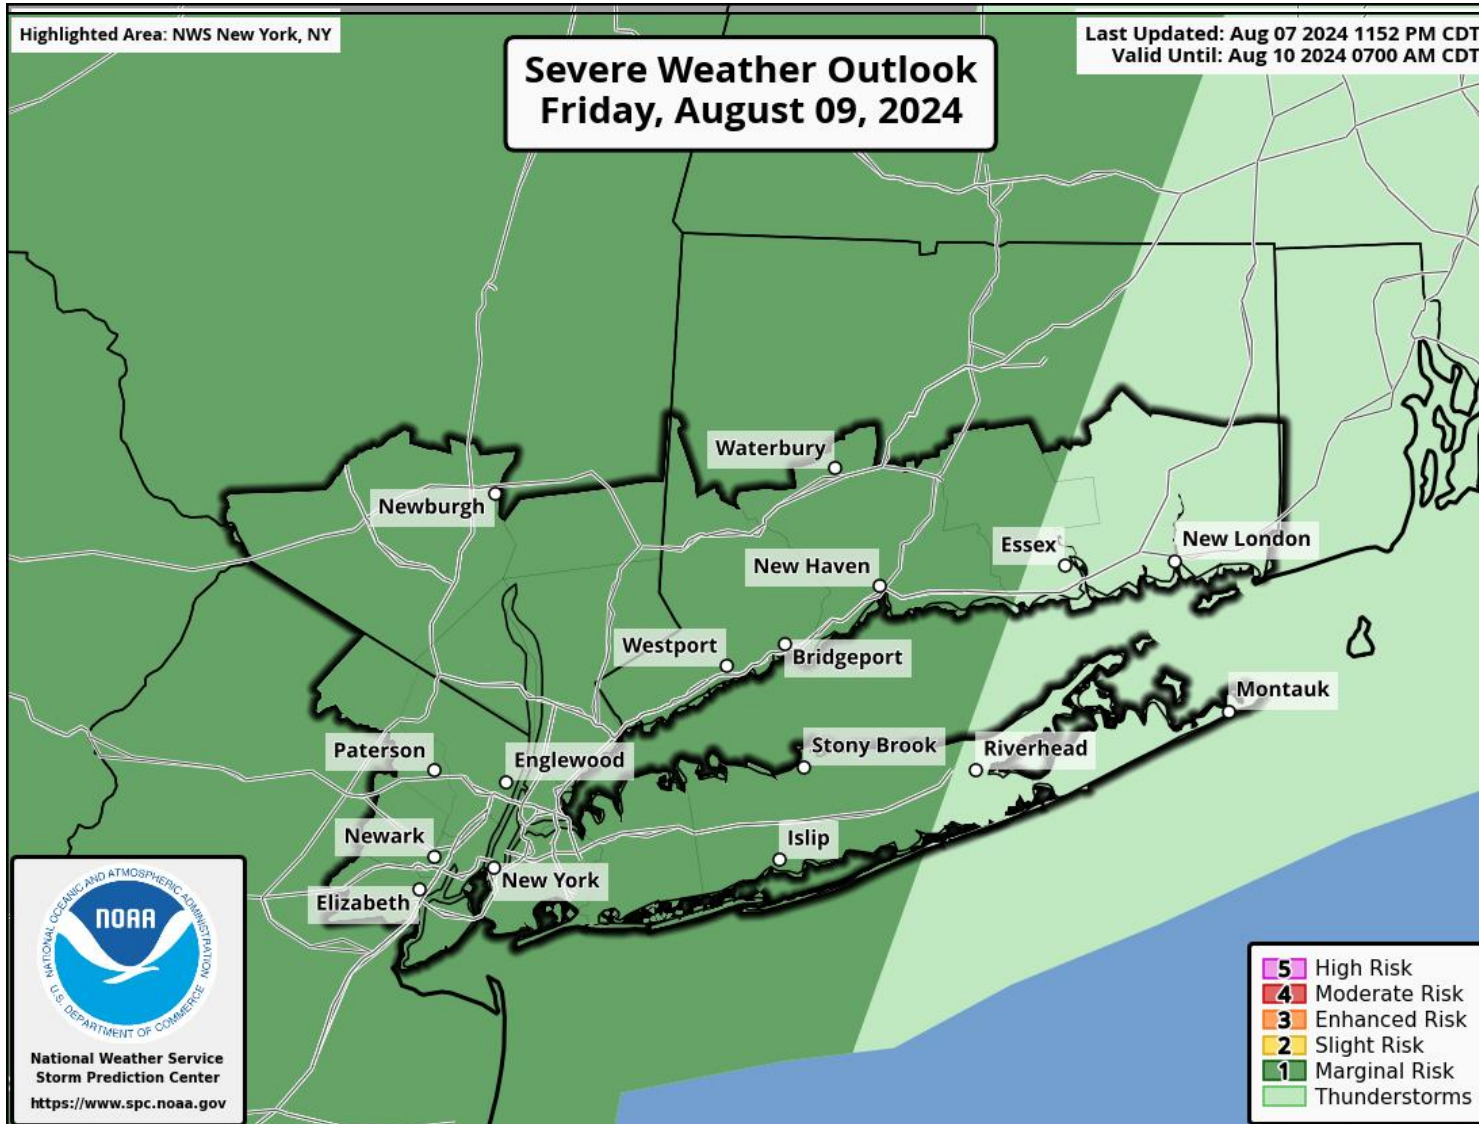 Highlighted Area: NWS New York, NY
Severe Weather Outlook
Friday, August 09, 2024
Last Updated: Aug 07 2024 1152 PM CDT
Valid Until: Aug 10 2024 0700 AM CDT
Waterbury
Newburgh
Essex
New London
New Haven
Westport
Bridgeport
Montauk
Stony Brook
Riverhead
Paterson
Englewood
Newark
Islip
New York
Elizabeth
NATIONAL OCEANIC AND ATMOSPHERIC ADMINISTRATION
NOAA
U.S. DEPARTMENT OF COMMERCE
National Weather Service
Storm Prediction Center
https://www.spc.noaa.gov
5 High Risk
4 Moderate Risk
3 Enhanced Risk
2 Slight Risk
1 Marginal Risk
Thunderstorms